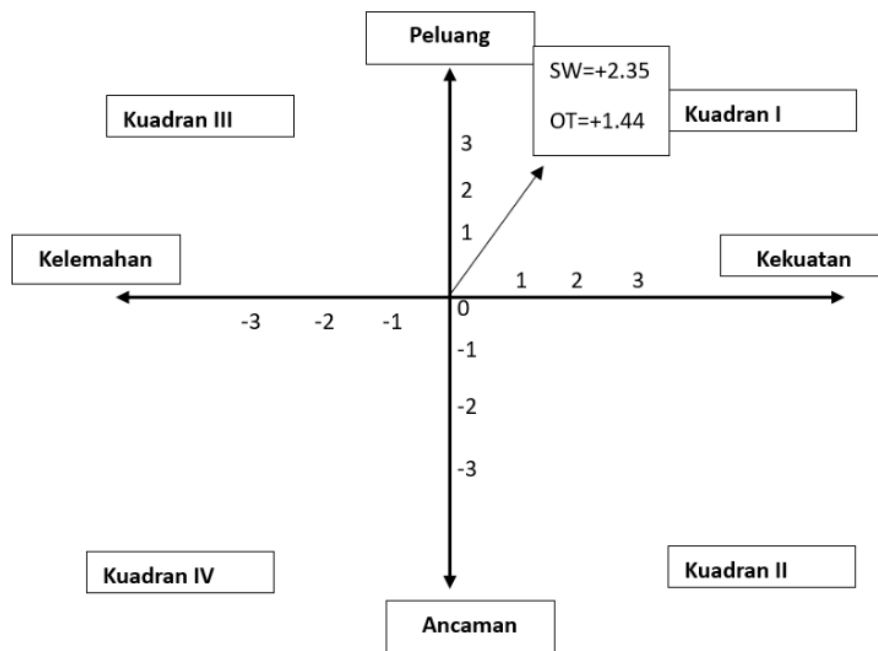 Peluang
SW=+2.35
OT=+1.44
Kuadran III
Kuadran I
3
2
1
Kelemahan
Kekuatan
1 2 3
0
-3 -2 -1
-1
-2
-3
Kuadran IV
Kuadran II
Ancaman